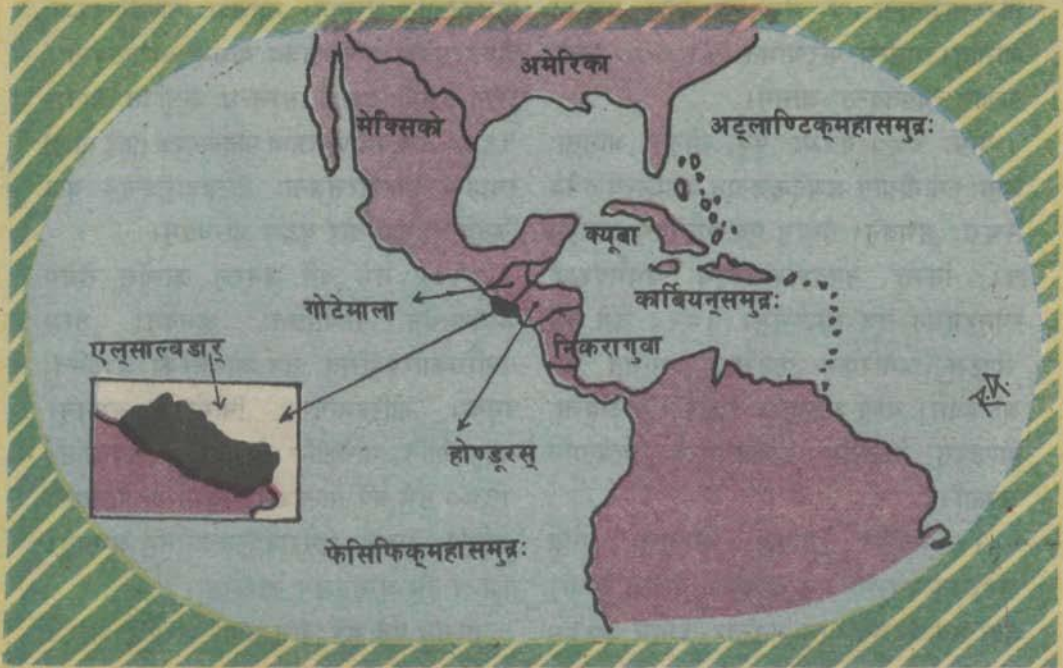 अमेरिका
मेक्सिको
अट्लाण्टिक्महासमुद्रः
क्यूबा
गोटेमाला
कार्बियन्समुद्रः
एल्साल्वडार्
निकरागुवा
होण्डूरस्
फेसिफिक्महासमुद्रः